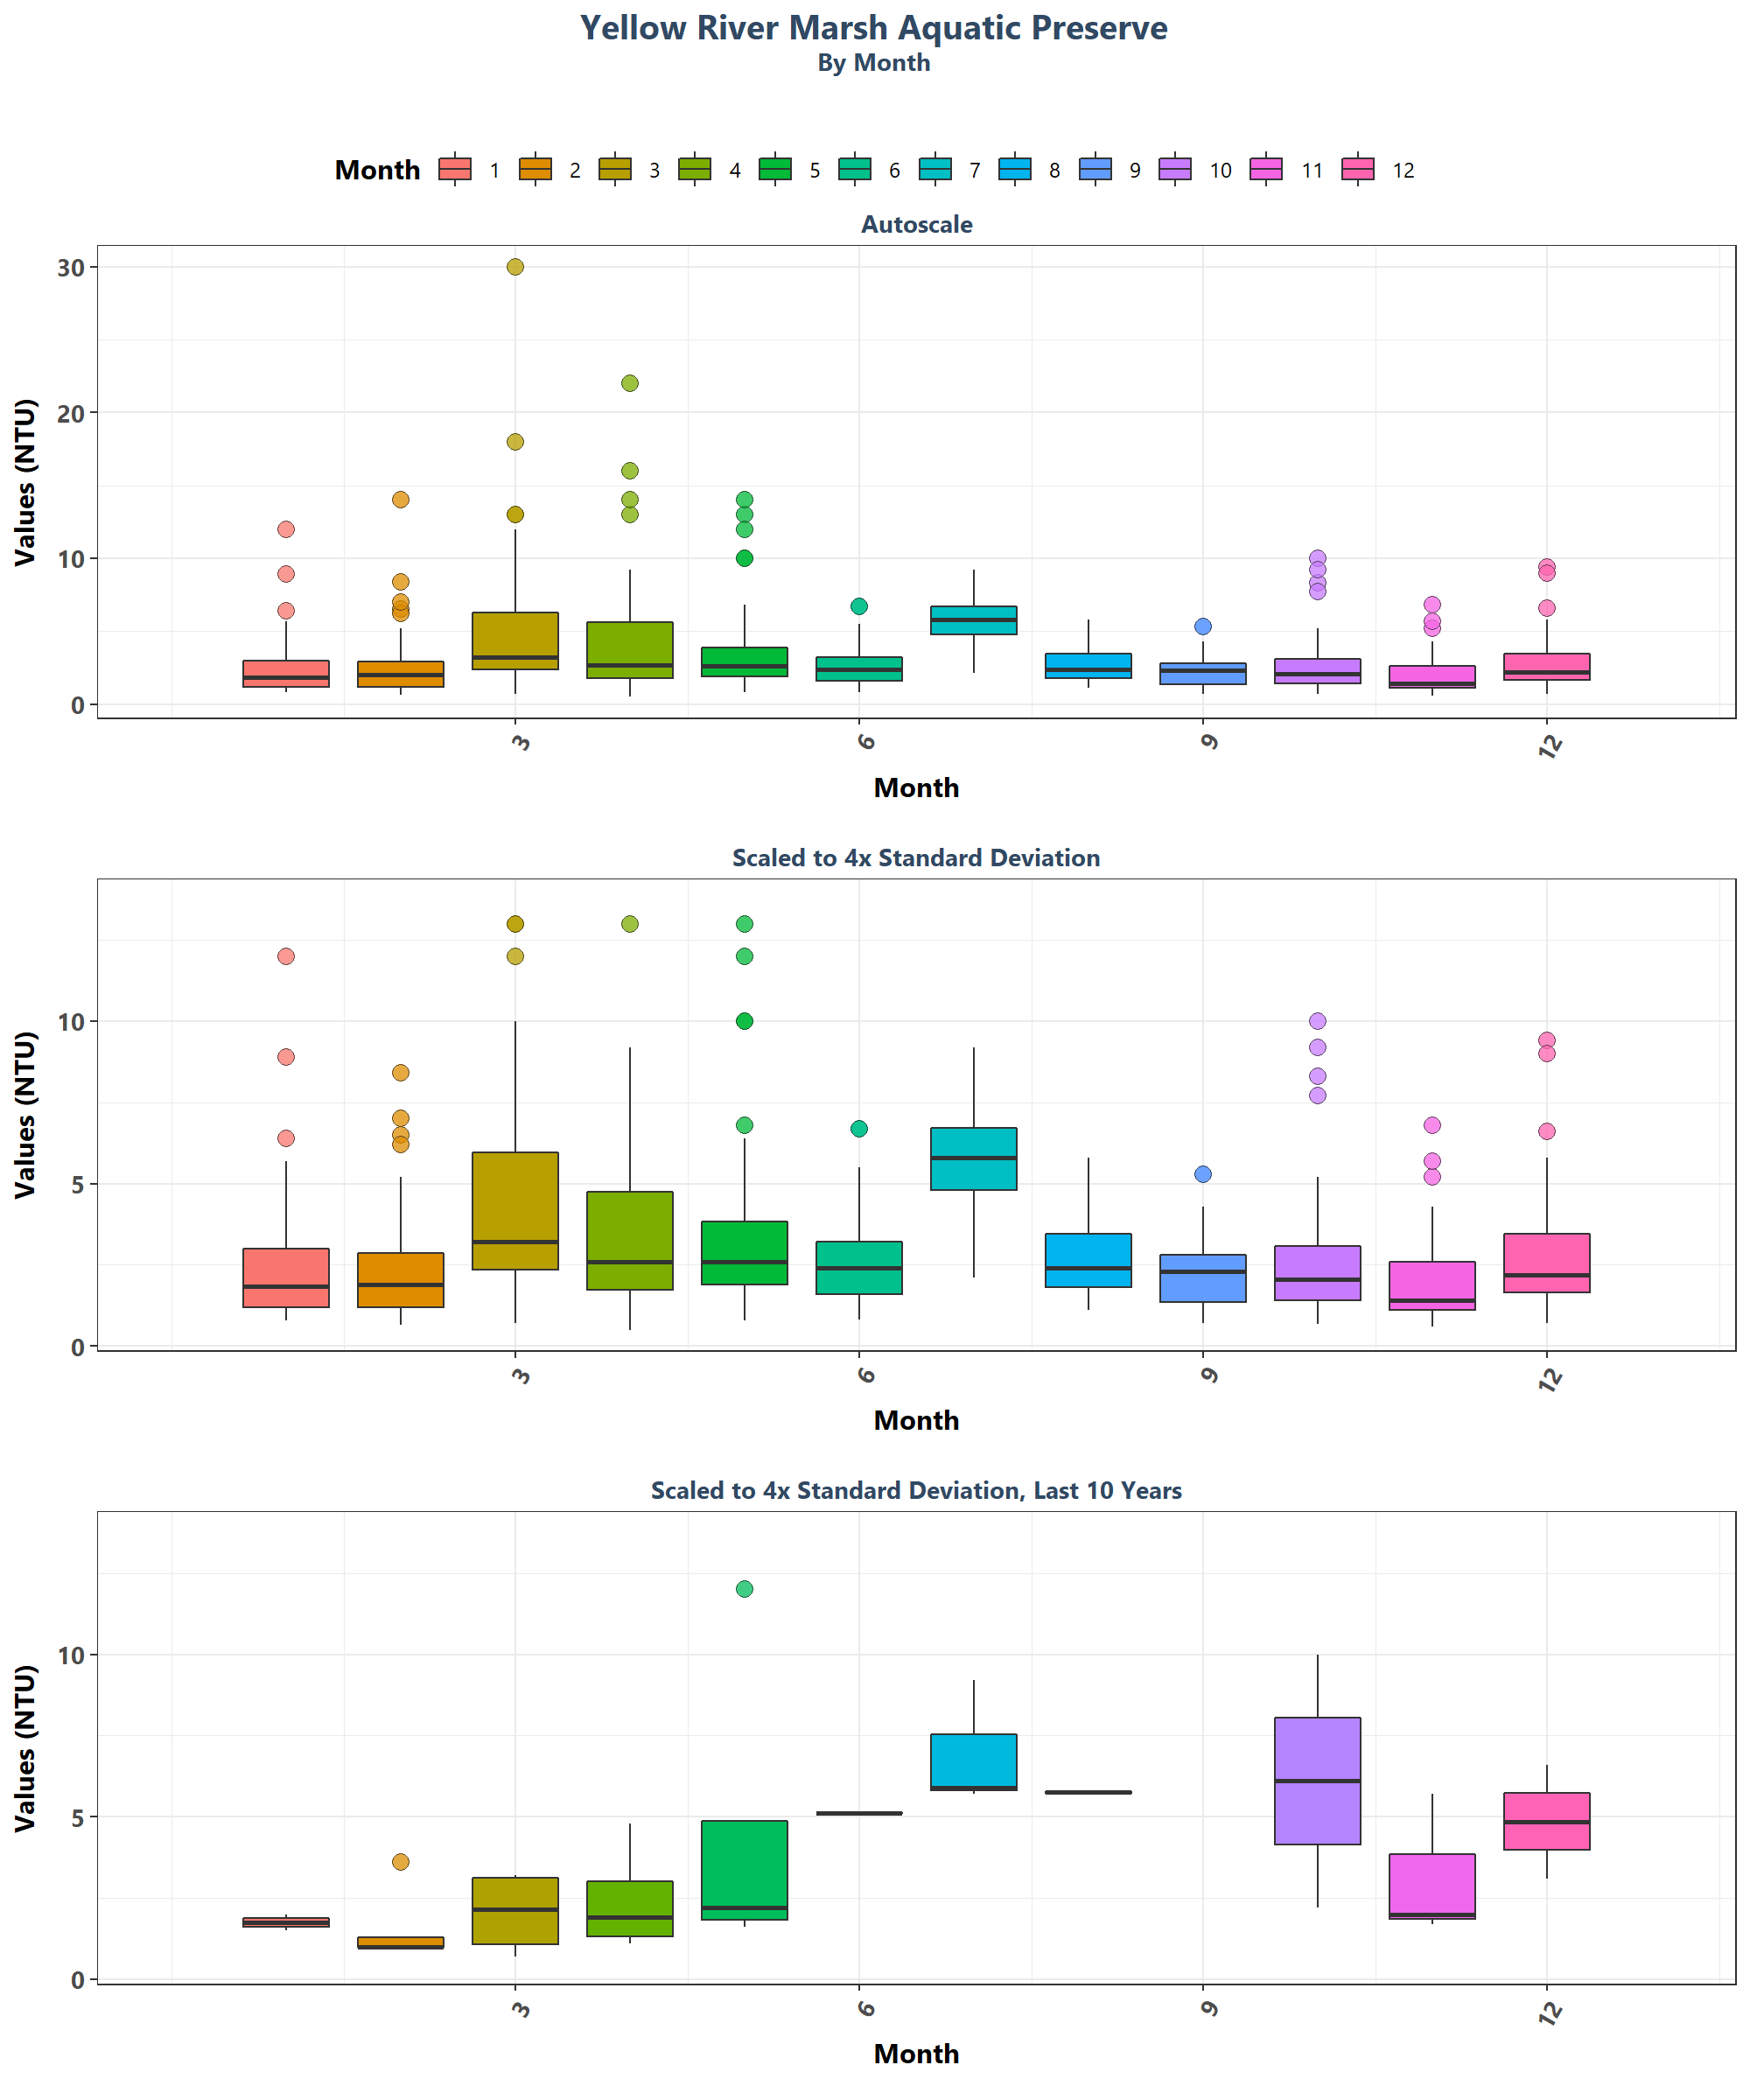 Yellow River Marsh Aquatic Preserve
By Month
Month 1 2 3 4 5 6 7 8 9 10 11 12
Autoscale
Values (NTU)
30
20
10
0
3 6 9 12
Month
Scaled to 4x Standard Deviation
Values (NTU)
10
5
0
3 6 9 12
Month
Scaled to 4x Standard Deviation, Last 10 Years
Values (NTU)
10
5
0
3 6 9 12
Month